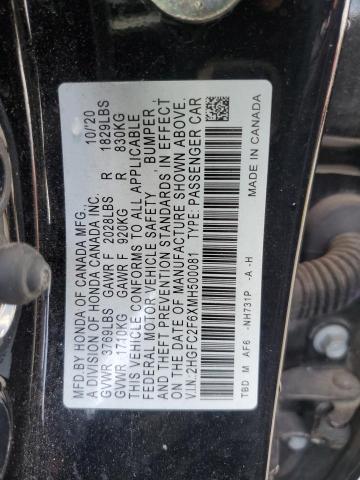 MFD BY HONDA OF CANADA MFG, 10/'20
A DIVISION OF HONDA CANADA INC.
GVWR 3769LBS GAWR F 2028LBS R 1829LBS
GVWR 1710KG GAWR F 920KG R 830KG
THIS VEHICLE CONFORMS TO ALL APPLICABLE
FEDERAL MOTOR VEHICLE SAFETY, BUMPER,
AND THEFT PREVENTION STANDARDS, IN EFFECT
ON THE DATE OF MANUFACTURE SHOWN ABOVE.
V.I.N.:2HGFC2F6XMH500081 TYPE: PASSENGER CAR
TBD M AF6 -NH731P -A -H MADE IN CANADA